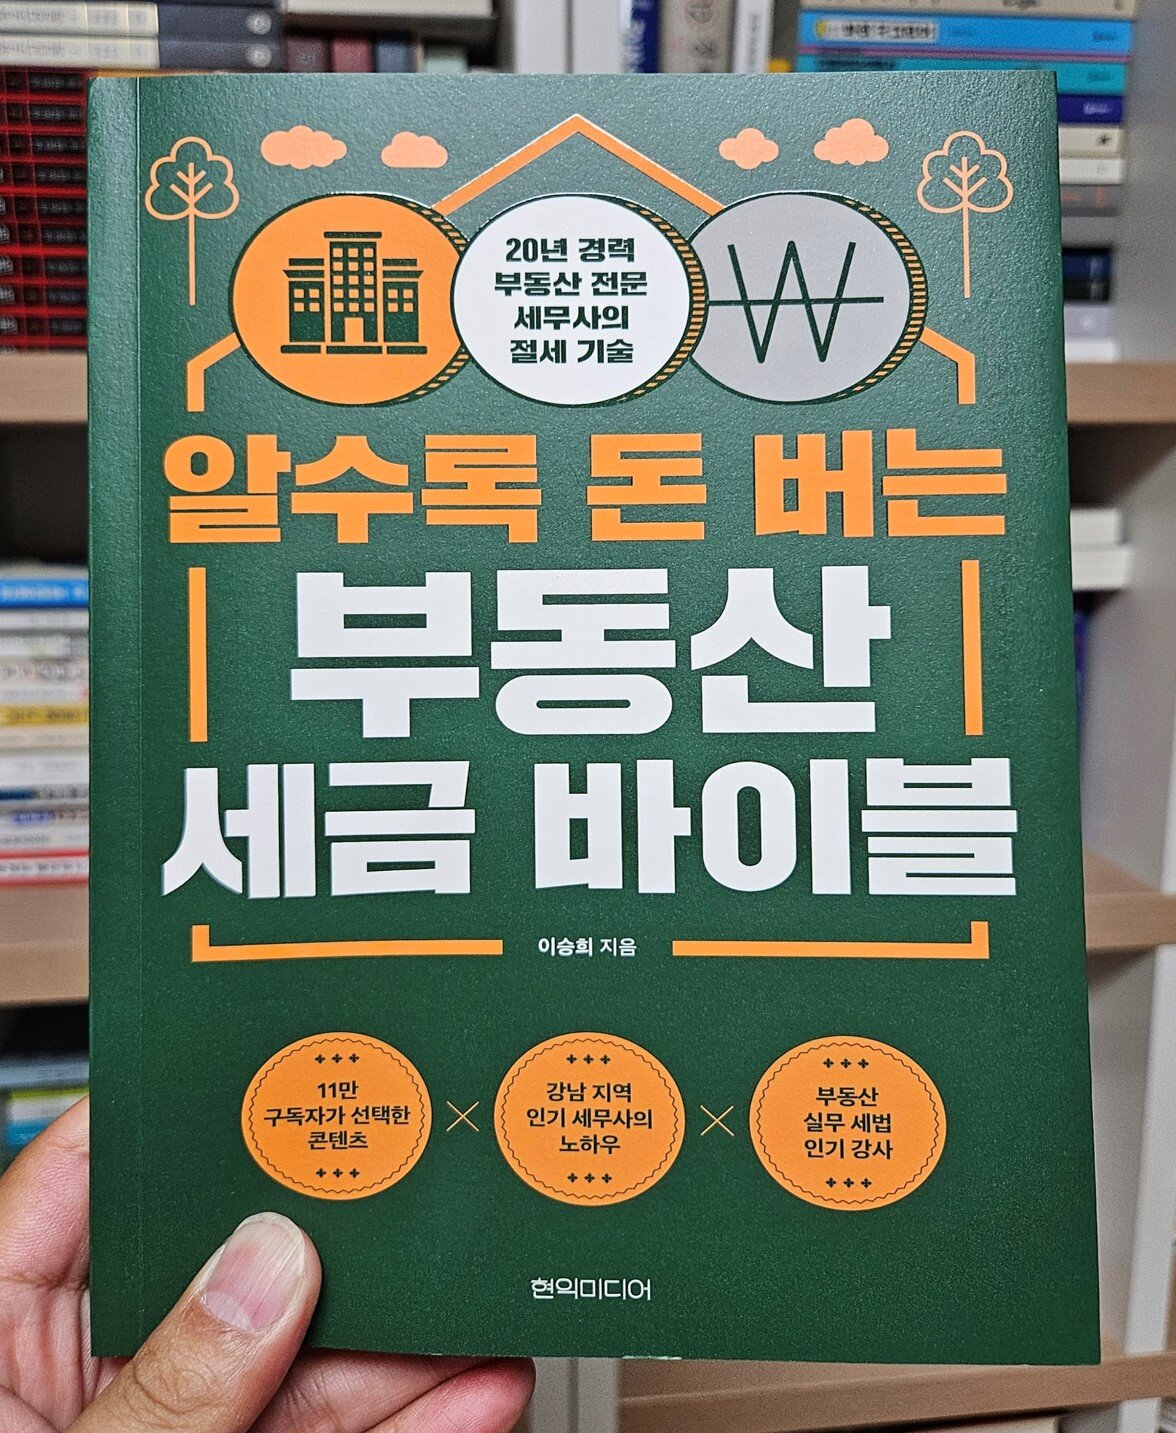 20년 경력
부동산 전문
세무사의
절세 기술
알수록 돈 버는
부동산
세금 바이블
이승희 지음
11만
구독자가 선택한
콘텐츠
강남 지역
인기 세무사의
노하우
부동산
실무 세법
인기 강사
현익미디어